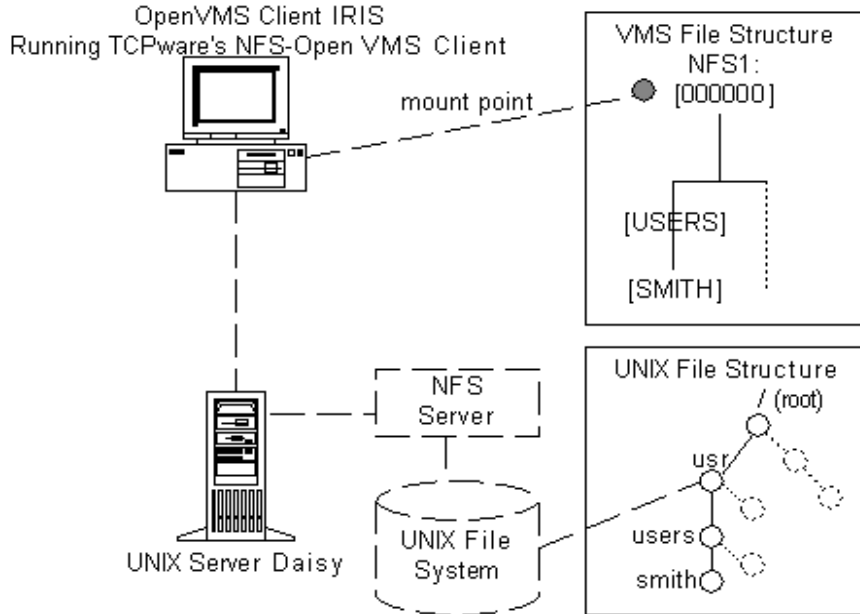 OpenVMS Client IRIS
Running TCPware's NFS-Open VMS Client
mount point
VMS File Structure
NFS1:
[000000]
[USERS]
[SMITH]
NFS
Server
UNIX Server Daisy
UNIX File
System
UNIX File Structure
/ (root)
usr
users
smith